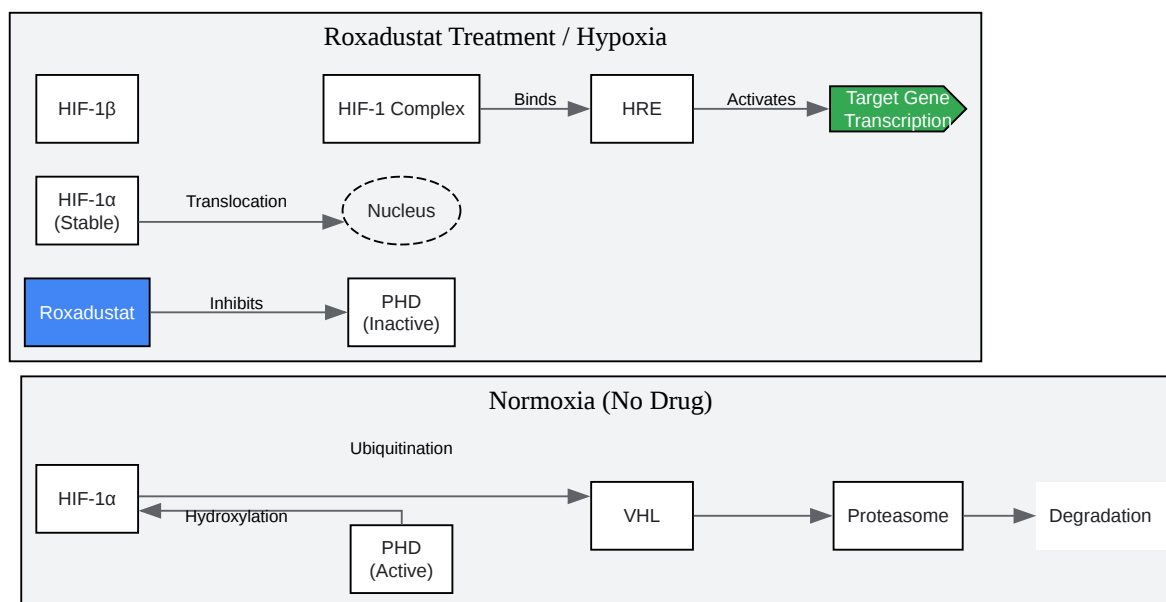 Roxadustat Treatment / Hypoxia
HIF-1β
HIF-1 Complex
Binds
HRE
Activates
Target Gene
Transcription
HIF-1α
(Stable)
Translocation
Nucleus
Roxadustat
Inhibits
PHD
(Inactive)
Normoxia (No Drug)
Ubiquitination
HIF-1α
Hydroxylation
PHD
(Active)
VHL
Proteasome
Degradation